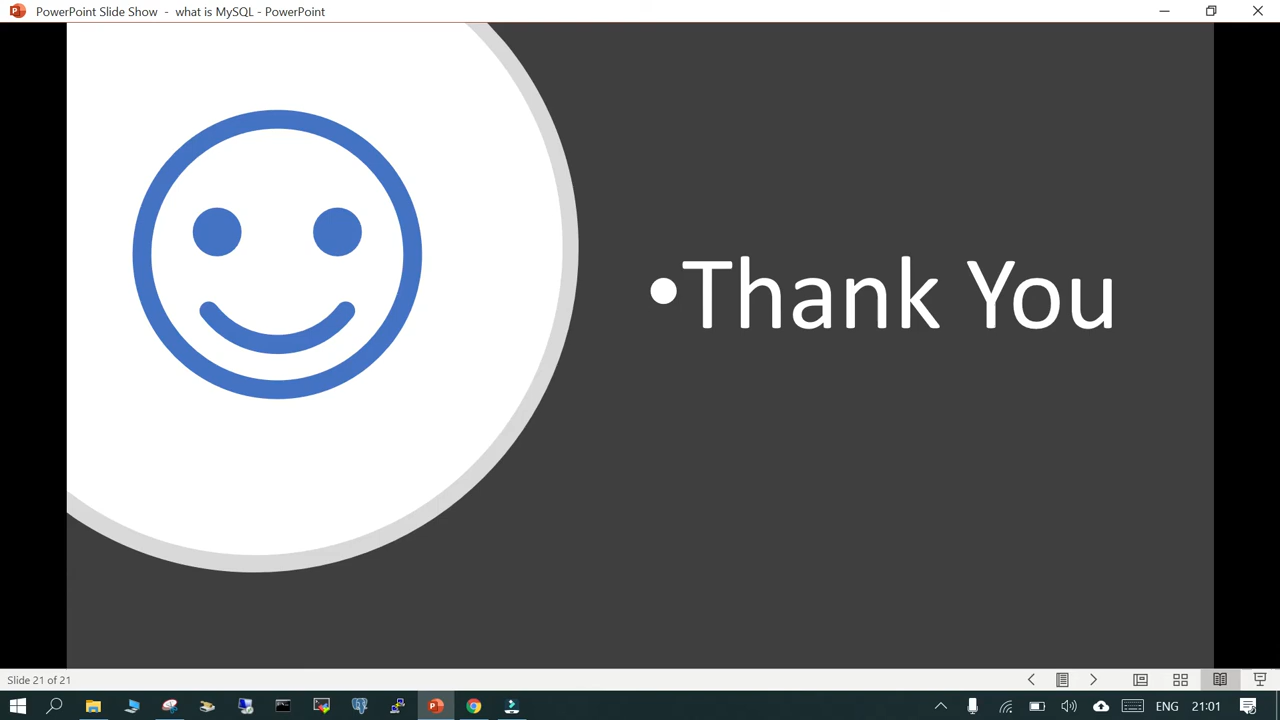 PowerPoint Slide Show - what is MySQL - PowerPoint
•Thank You
Slide 21 of 21
ENG 21:01